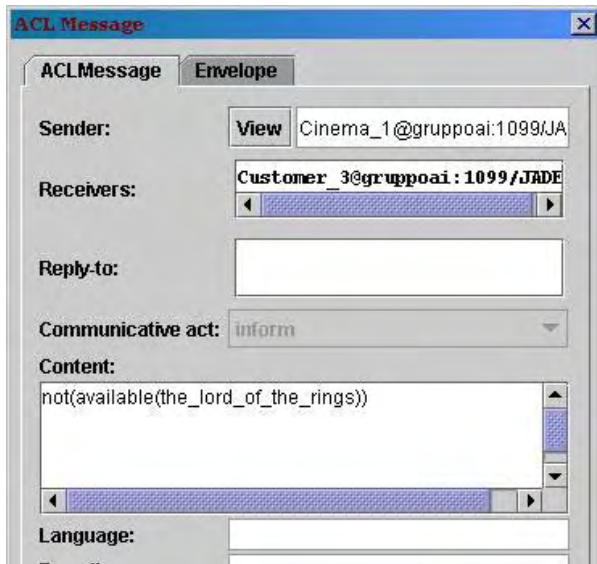 ACL Message
ACLMessage Envelope
Sender: View Cinema_1@gruppoai:1099/JA
Receivers: Customer_3@gruppoai:1099/JADE
Reply-to:
Communicative act: inform
Content:
not(available(the_lord_of_the_rings))
Language: